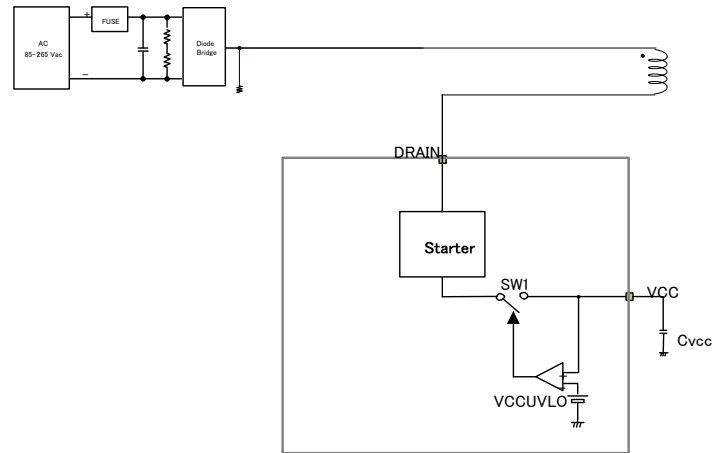 FUSE
AC
85-265 Vac
Diode
Bridge
+
-
DRAIN
Starter
SW1
VCC
Cvcc
+
-
VCCUVLO